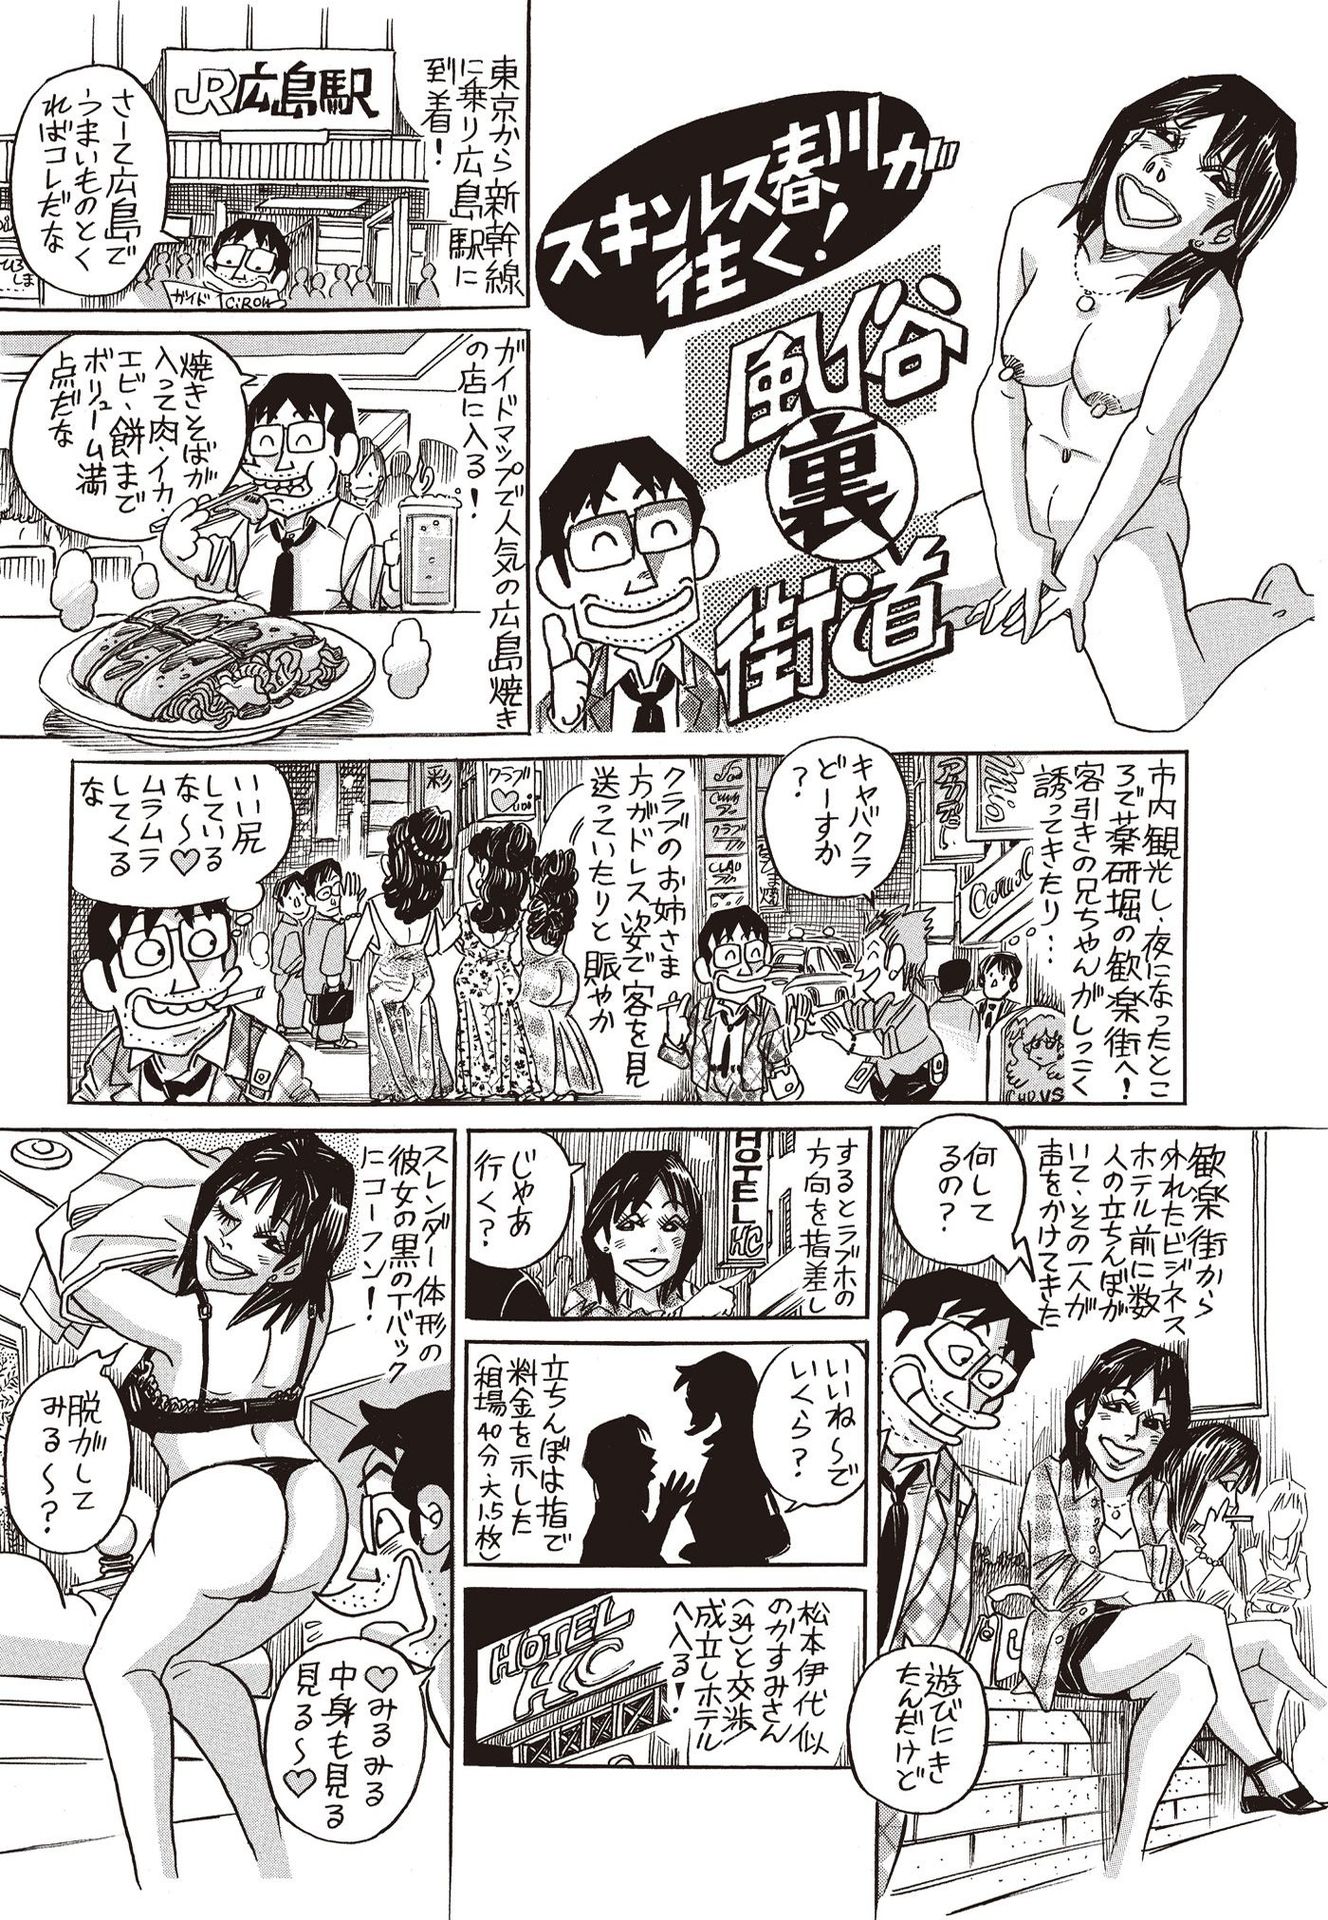 スキンレス春川が
往く!
風俗
裏
街道
東京から新幹線
に乗り広島駅に
到着!
JR広島駅
さーて広島で
うまいものとく
ればコレだな
ひろしま
ガイド
ガイドマップで人気の広島焼き
の店に入る!
焼きそばが
入って肉・イカ・
エビ、餅まで
ボリューム満
点だな
市内観光し、夜になったとこ
ろで薬研堀の歓楽街へ!
客引きの兄ちゃんがしつこく
誘ってきたり…
キャバクラ
どーすか
?
クラブのお姉さま
方がドレス姿で客を見
送っていたりと賑やか
クラブ
彩
クラブ
いい尻
している
な〜♡
ムラムラ
してくる
な
歓楽街から
外れたビジネス
ホテル前に数
人の立ちんぼが
いて、その一人が
声をかけてきた
何して
るの?
遊びにき
たんだけど
するとラブホの
方向を指差し
HOTEL
HC
じゃあ
行く?
いいね〜で
いくら?
立ちんぼは指で
料金を示した
(相場40分・大1.5枚)
松本伊代似
のかすみさん
(34)と交渉
成立しホテル
へ入る!
HOTEL
HC
スレンダー体形の
彼女の黒のTバック
にコーフン!
脱がして
みる〜?
♡みるみる
中身も見る
見る〜♡